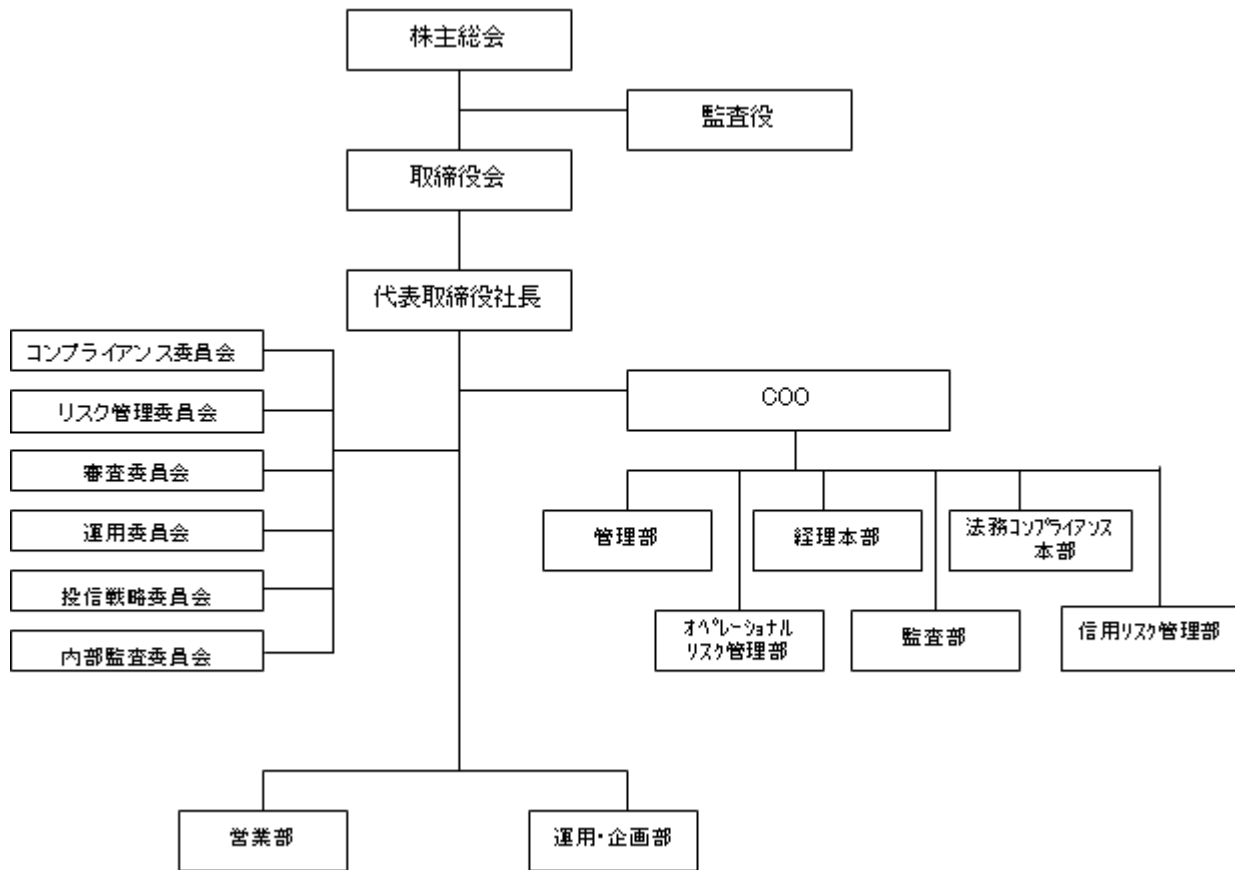 株主総会
監査役
取締役会
代表取締役社長
コンプライアンス委員会
リスク管理委員会
審査委員会
運用委員会
投信戦略委員会
内部監査委員会
COO
管理部
経理本部
法務ｺﾝﾌﾟﾗｲｱﾝｽ
本部
ｵﾍﾟﾚｰｼｮﾅﾙ
ﾘｽｸ管理部
監査部
信用ﾘｽｸ管理部
営業部
運用・企画部